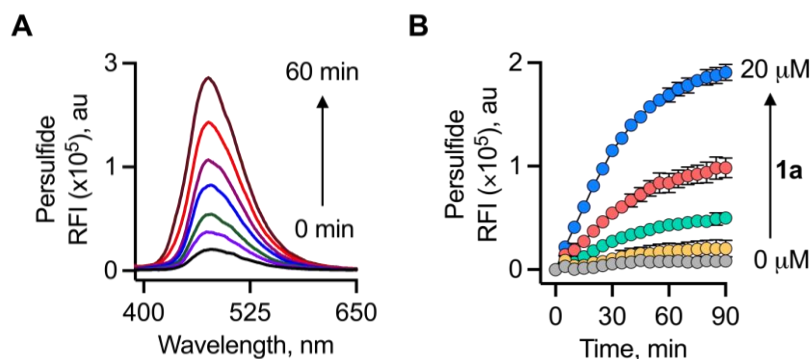 A
3
1
0
Persulfide
RFI (x10⁵), au
60 min
0 min
400
525
650
Wavelength, nm
B
2
1
0
Persulfide
RFI (×10⁵), au
20 µM
1a
0 µM
0
30
60
90
Time, min